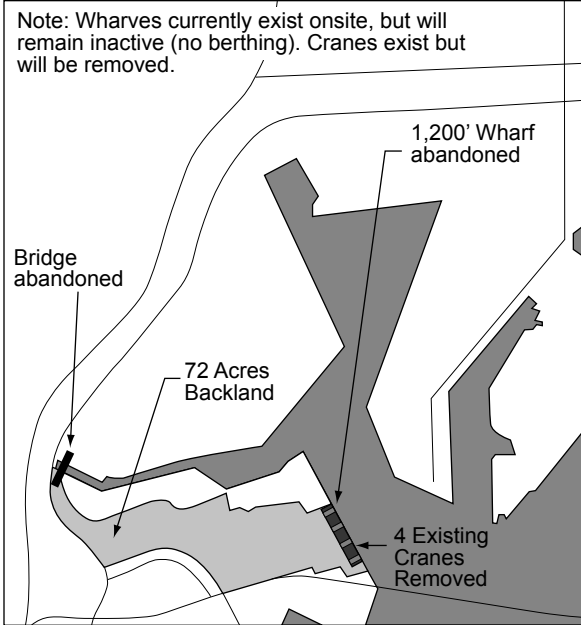 Note: Wharves currently exist onsite, but will
remain inactive (no berthing). Cranes exist but
will be removed.
1,200' Wharf
abandoned
Bridge
abandoned
72 Acres
Backland
4 Existing
Cranes
Removed